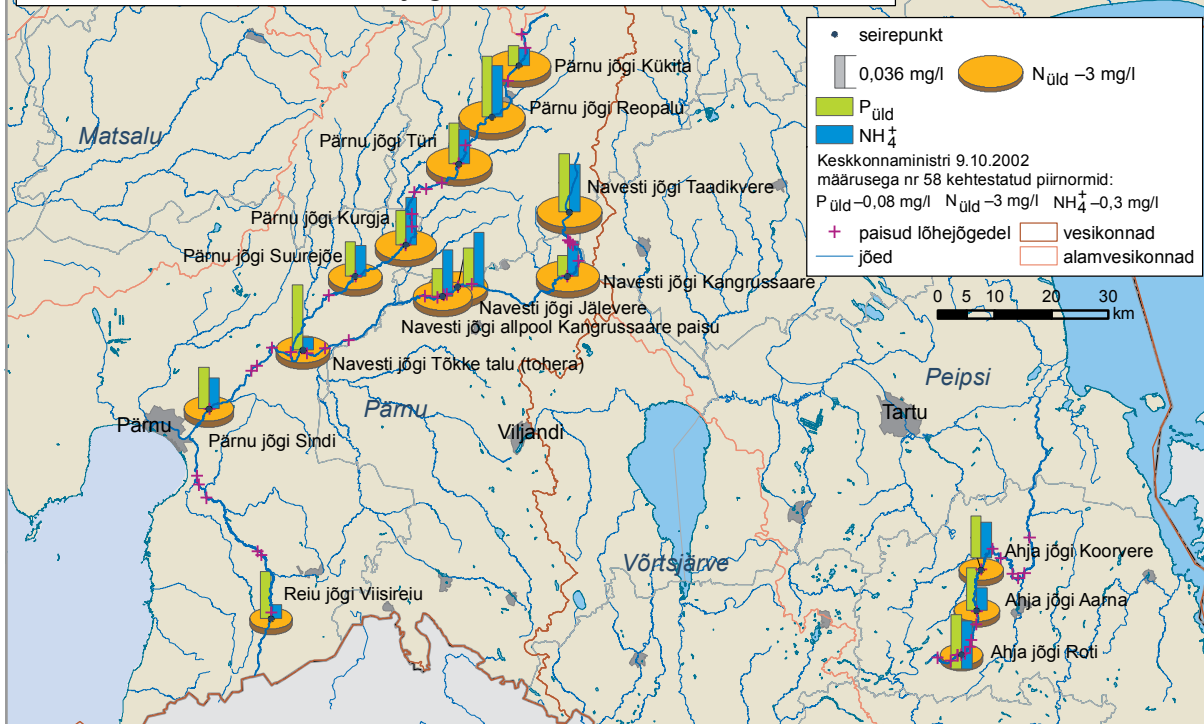 seirepunkt
0,036 mg/l
N üld –3 mg/l
P üld
NH4+
Keskkonnaministri 9.10.2002
määrusega nr 58 kehtestatud piirnormid:
P üld –0,08 mg/l N üld –3 mg/l NH4+ –0,3 mg/l
paisud lõhejõgedel
vesikonnad
jõed
alamvesikonnad
0 5 10 20 30
km
Pärnu jõgi Kükita
Pärnu jõgi Reopalu
Matsalu
Pärnu jõgi Türi
Navesti jõgi Taadikvere
Pärnu jõgi Kurgja
Pärnu jõgi Suurejõe
Navesti jõgi Kangrussaare
Navesti jõgi Jälevere
Navesti jõgi allpool Kangrussaare paisu
Navesti jõgi Tõkke talu (tohera)
Peipsi
Pärnu
Tartu
Pärnu
Viljandi
Pärnu jõgi Sindi
Ahja jõgi Koorvere
Võrtsjärve
Reiu jõgi Viisireiu
Ahja jõgi Aarna
Ahja jõgi Roti